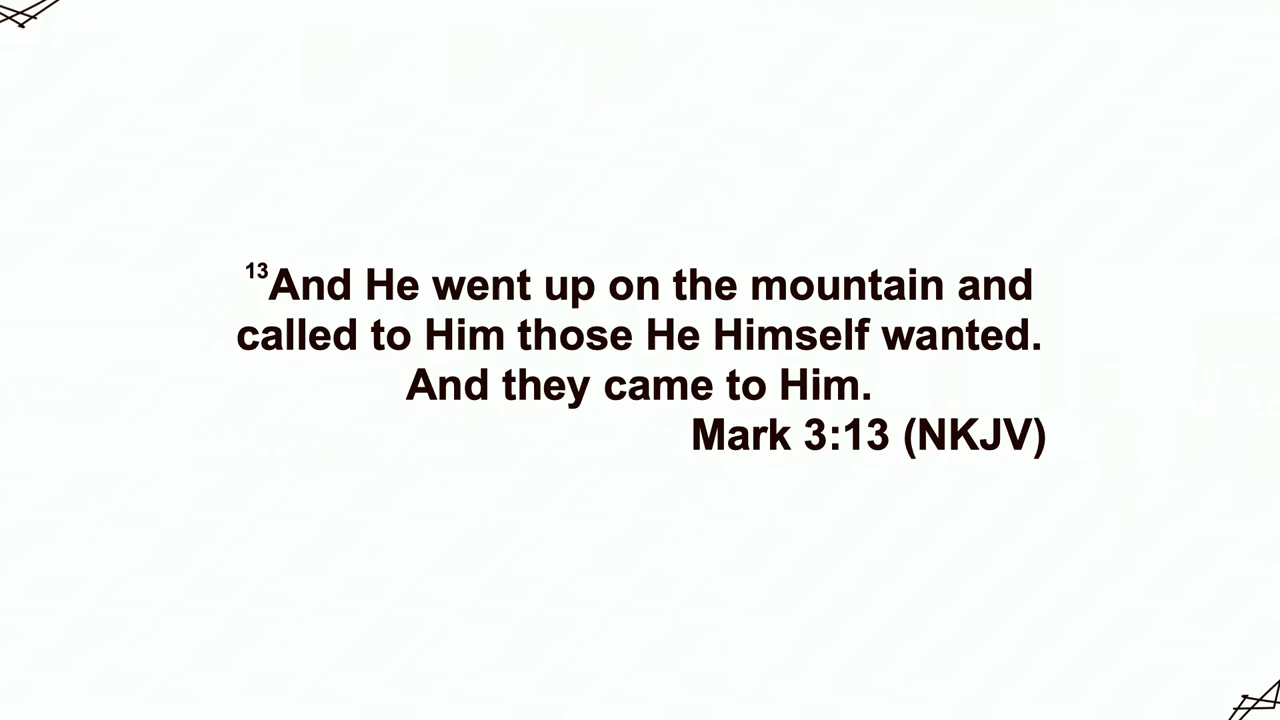 ¹³And He went up on the mountain and
called to Him those He Himself wanted.
And they came to Him.
Mark 3:13 (NKJV)